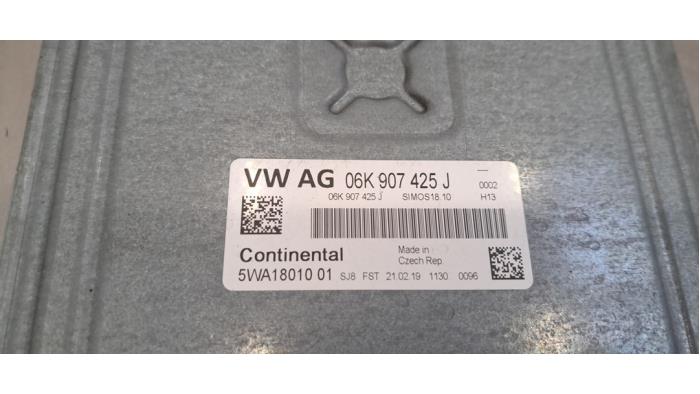 VW AG 06K 907 425 J
06K 907 425 J SIMOS18.10 0002 H13
Continental Made in Czech Rep.
5WA18010 01 SJ8 FST 21.02.19 1130 0096